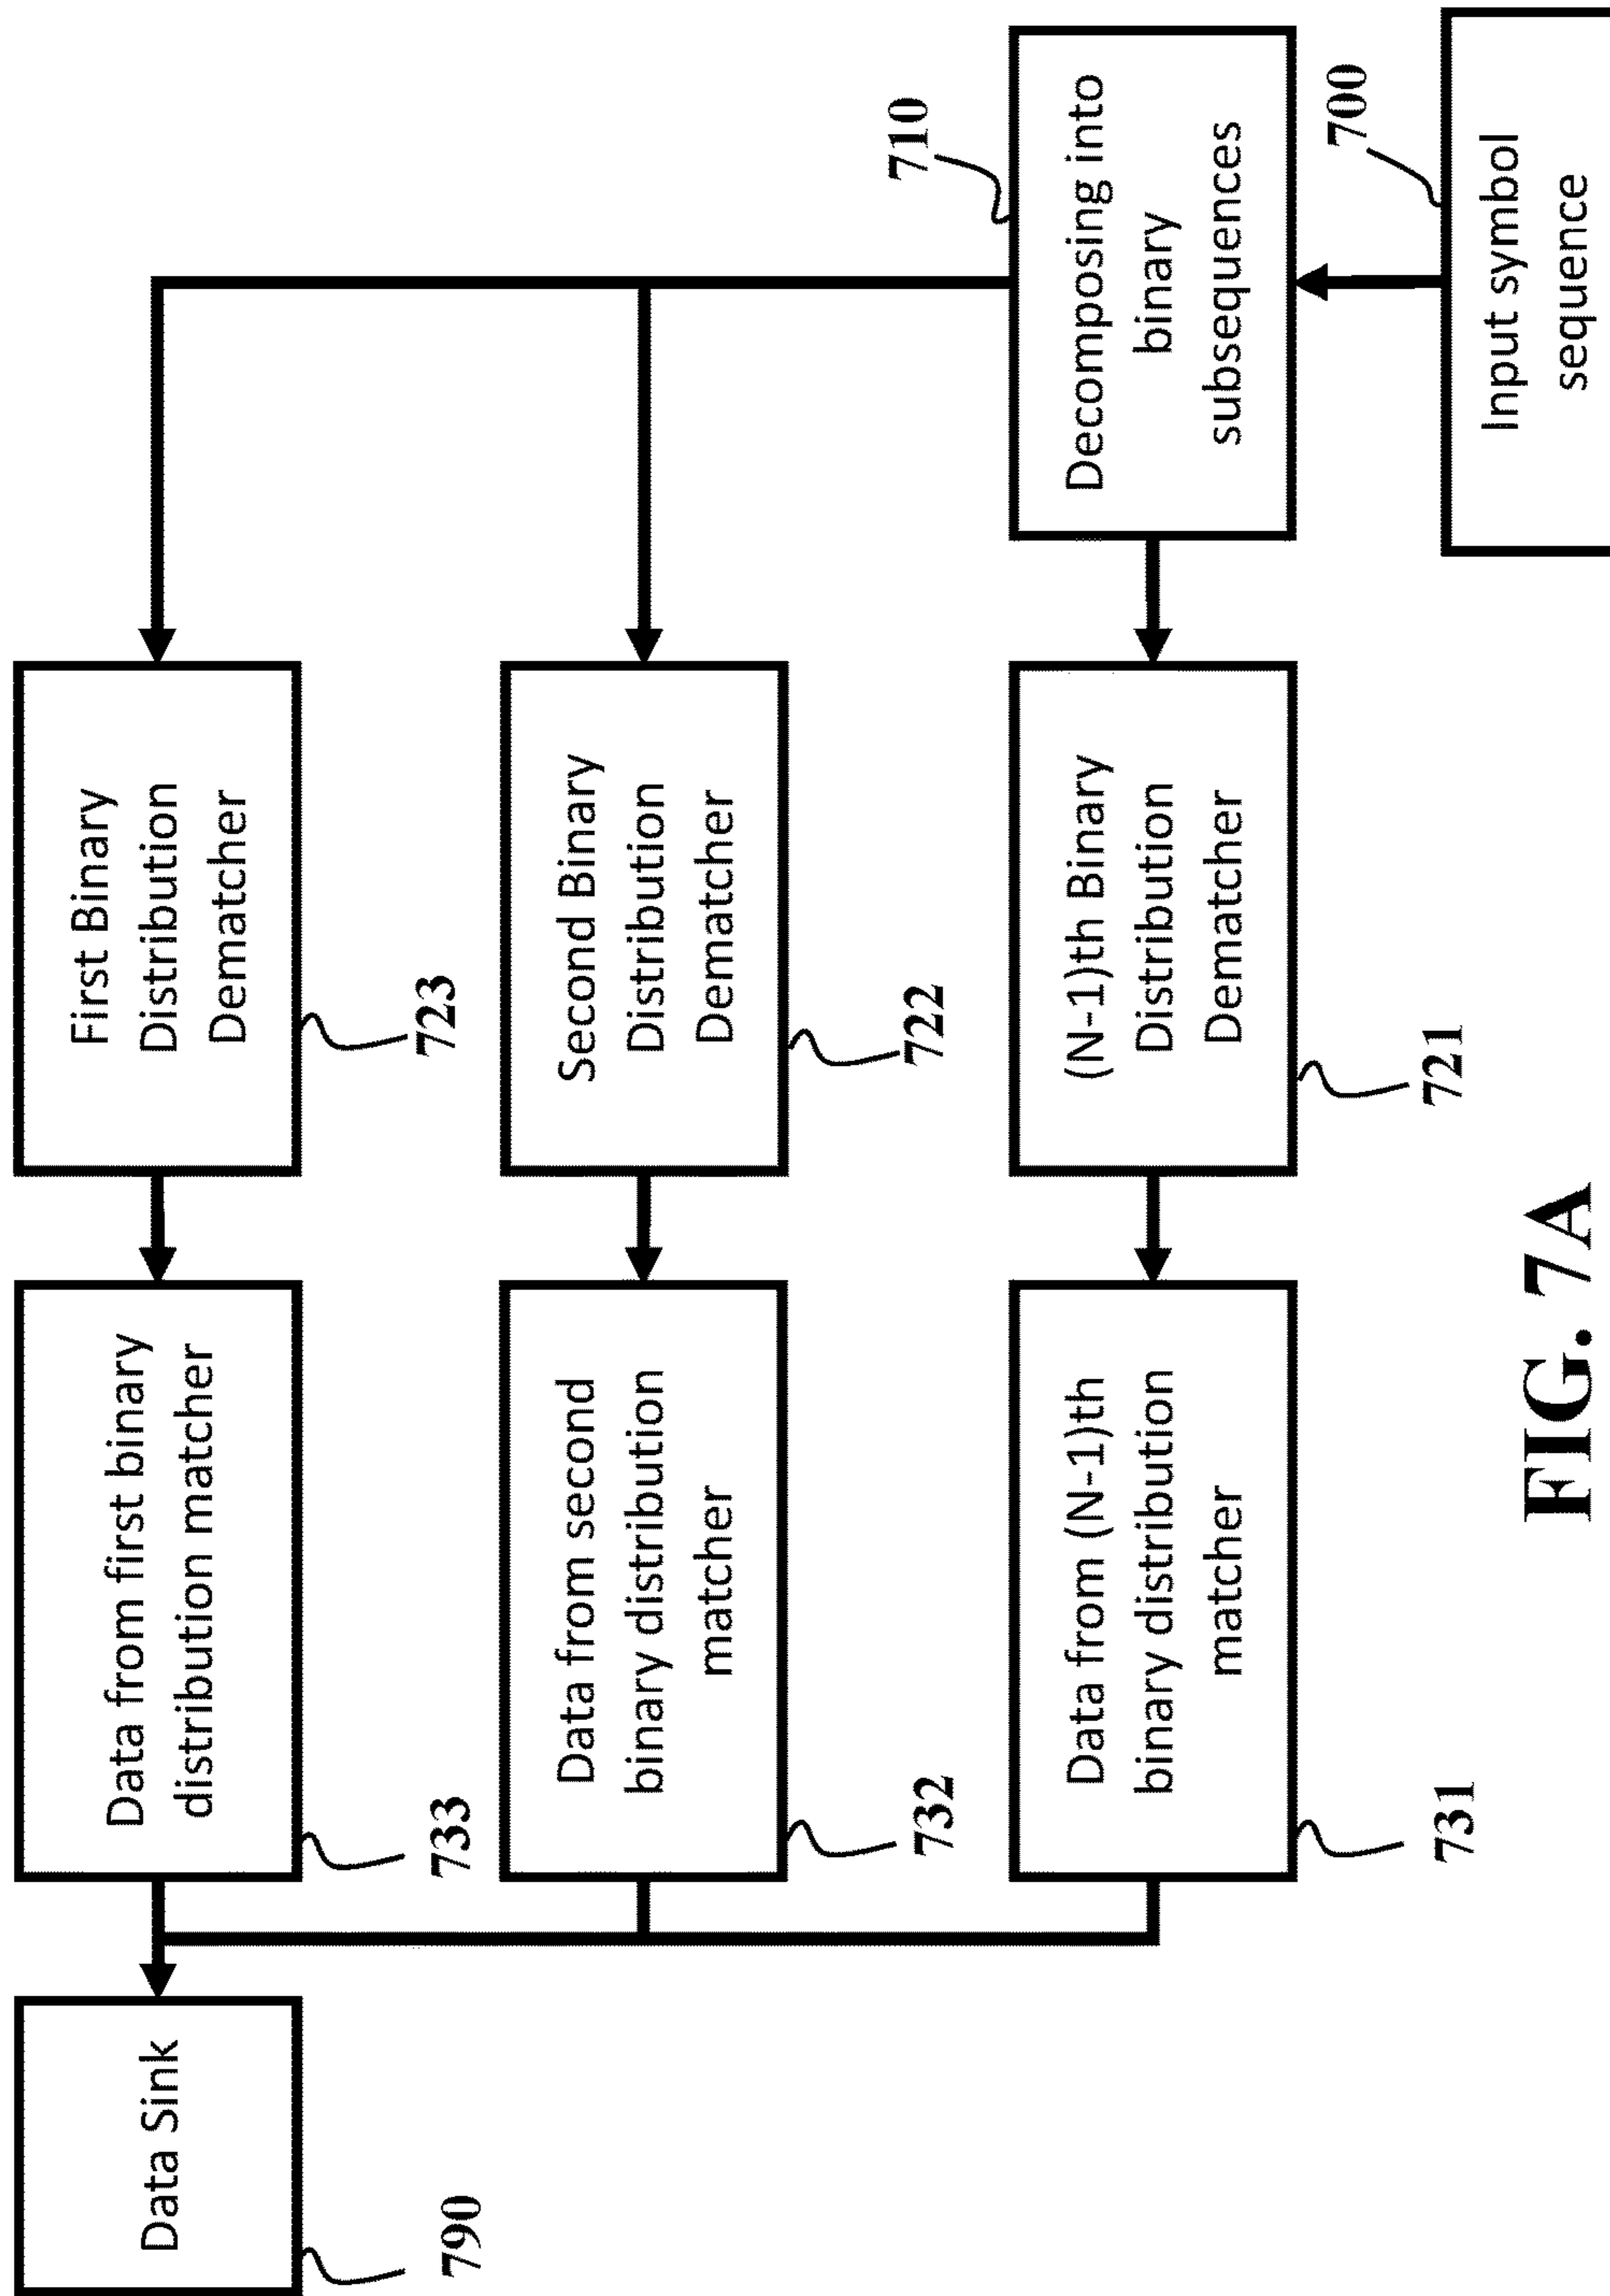 Data Sink
790
Data from first binary
distribution matcher
733
First Binary
Distribution
Dematcher
723
Data from second
binary distribution
matcher
732
Second Binary
Distribution
Dematcher
722
Data from (N-1)th
binary distribution
matcher
731
(N-1)th Binary
Distribution
Dematcher
721
Decomposing into
binary
subsequences
710
Input symbol
sequence
700
FIG. 7A